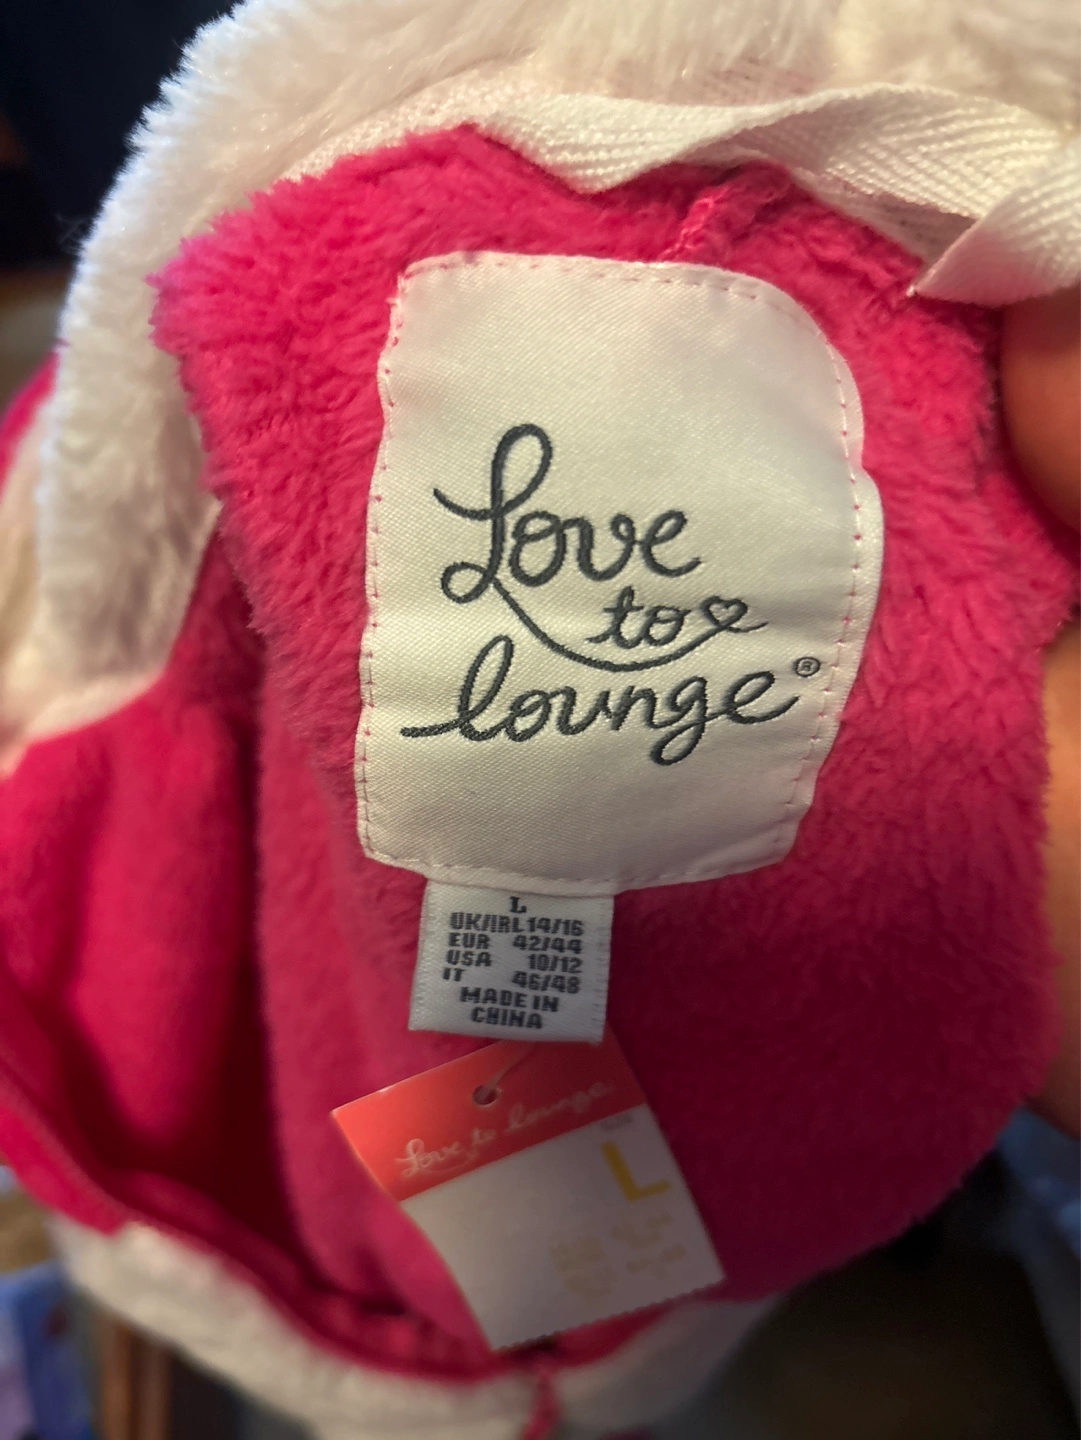 Love
to
lounge®
L
UK/IRL 14/16
EUR 42/44
USA 10/12
IT 46/48
MADE IN
CHINA
Love to lounge
L